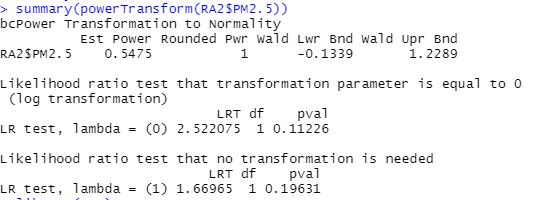 > summary(powerTransform(RA2$PM2.5))
bcPower Transformation to Normality
Est Power Rounded Pwr Wald Lwr Bnd Wald Upr Bnd
RA2$PM2.5 0.5475 1 -0.1339 1.2289
Likelihood ratio test that transformation parameter is equal to 0
(log transformation)
LRT df pval
LR test, lambda = (0) 2.522075 1 0.11226
Likelihood ratio test that no transformation is needed
LRT df pval
LR test, lambda = (1) 1.66965 1 0.19631